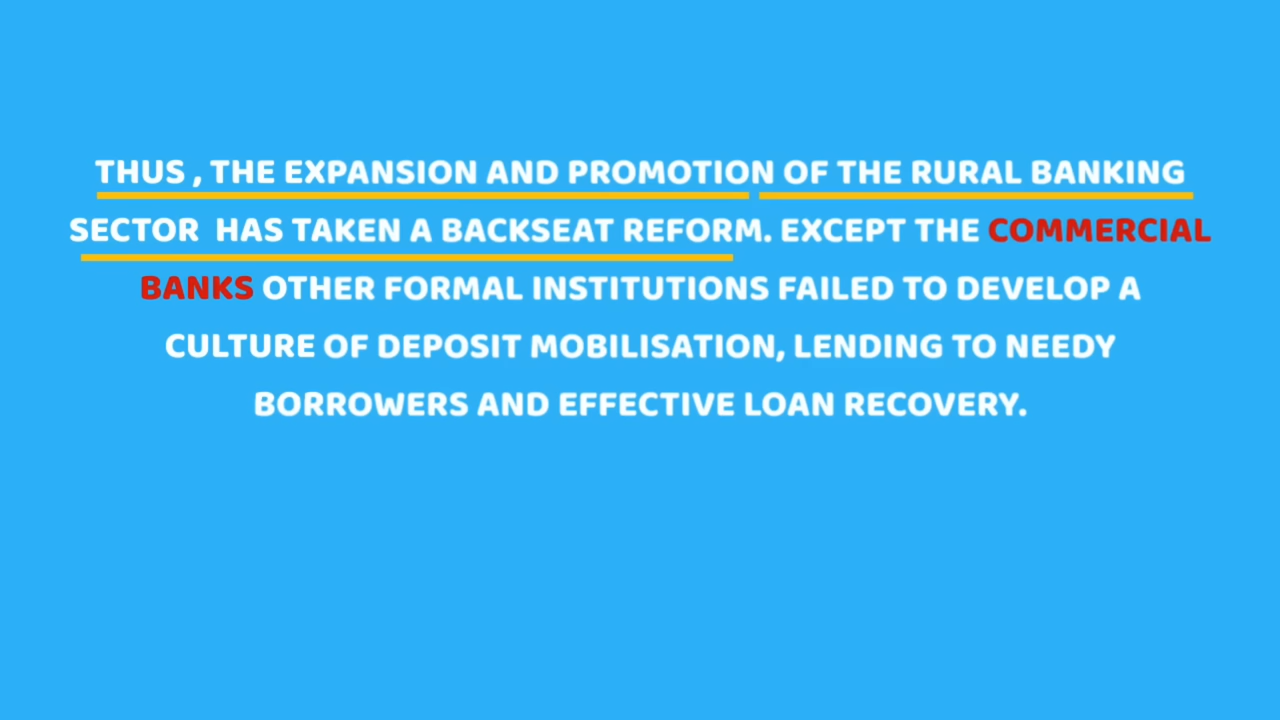 THUS , THE EXPANSION AND PROMOTION OF THE RURAL BANKING
SECTOR HAS TAKEN A BACKSEAT REFORM. EXCEPT THE COMMERCIAL
BANKS OTHER FORMAL INSTITUTIONS FAILED TO DEVELOP A
CULTURE OF DEPOSIT MOBILISATION, LENDING TO NEEDY
BORROWERS AND EFFECTIVE LOAN RECOVERY.